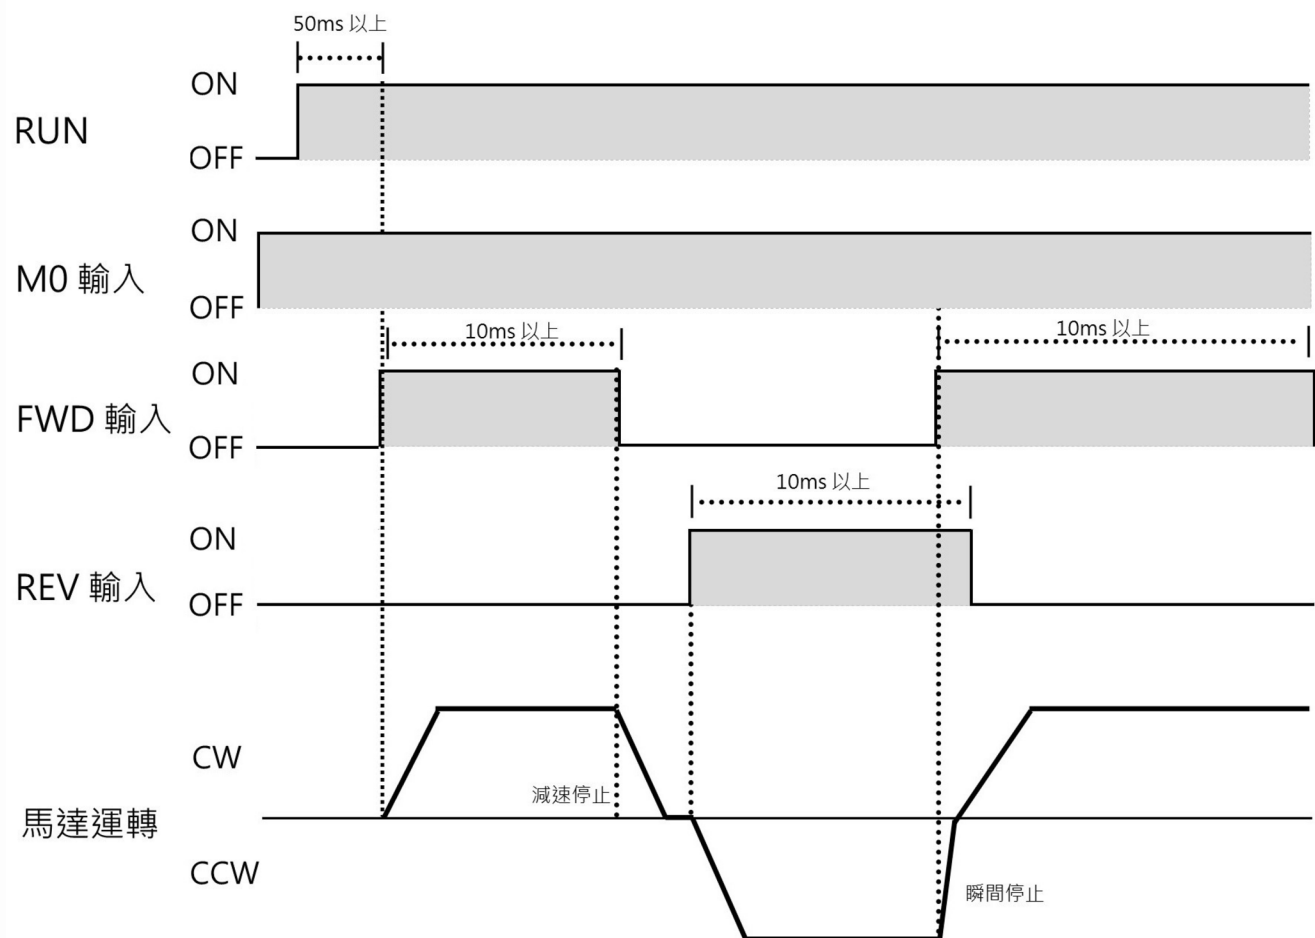 50ms 以上
ON
RUN
OFF
ON
M0 輸入
OFF
10ms 以上
10ms 以上
ON
FWD 輸入
OFF
10ms 以上
ON
REV 輸入
OFF
CW
減速停止
馬達運轉
CCW
瞬間停止